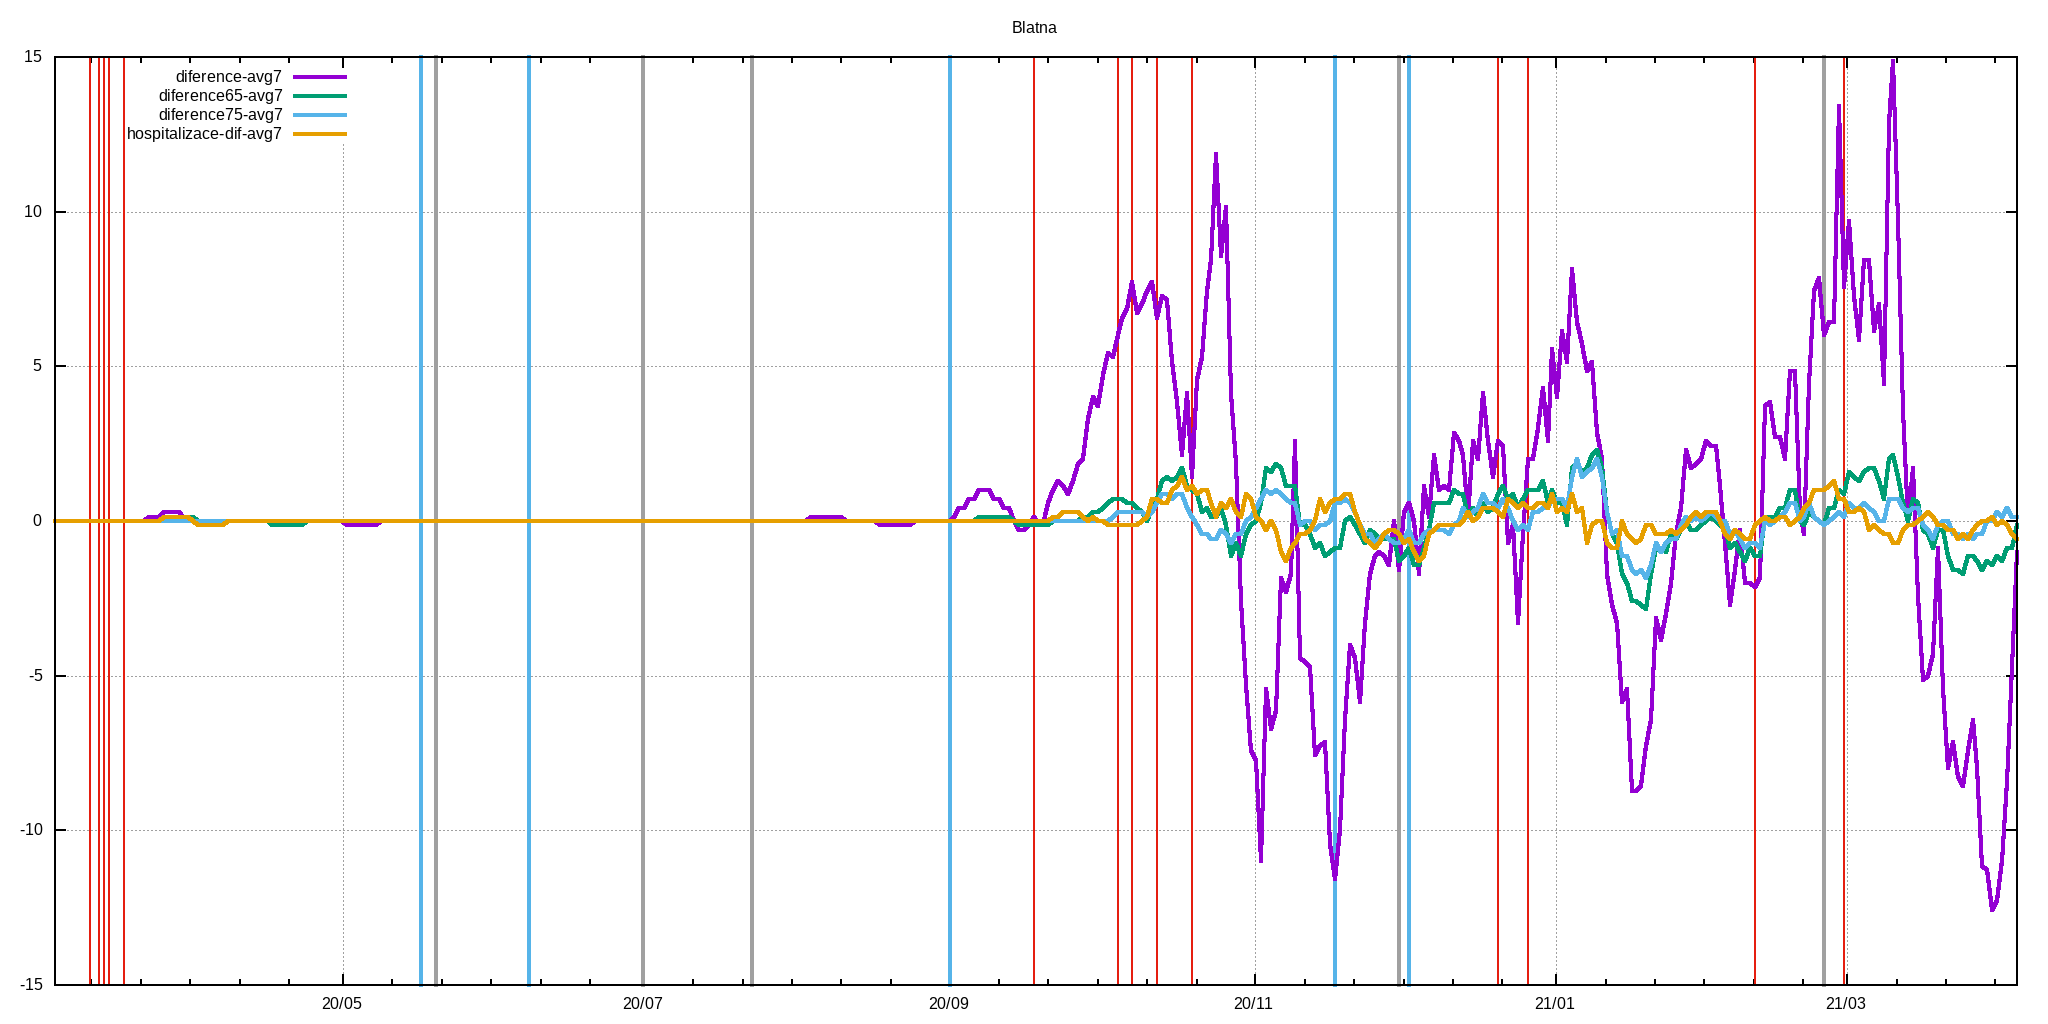 Blatna
15
diference-avg7
diference65-avg7
diference75-avg7
hospitalizace-dif-avg7
10
5
0
-5
-10
-15
20/05 20/07 20/09 20/11 21/01 21/03